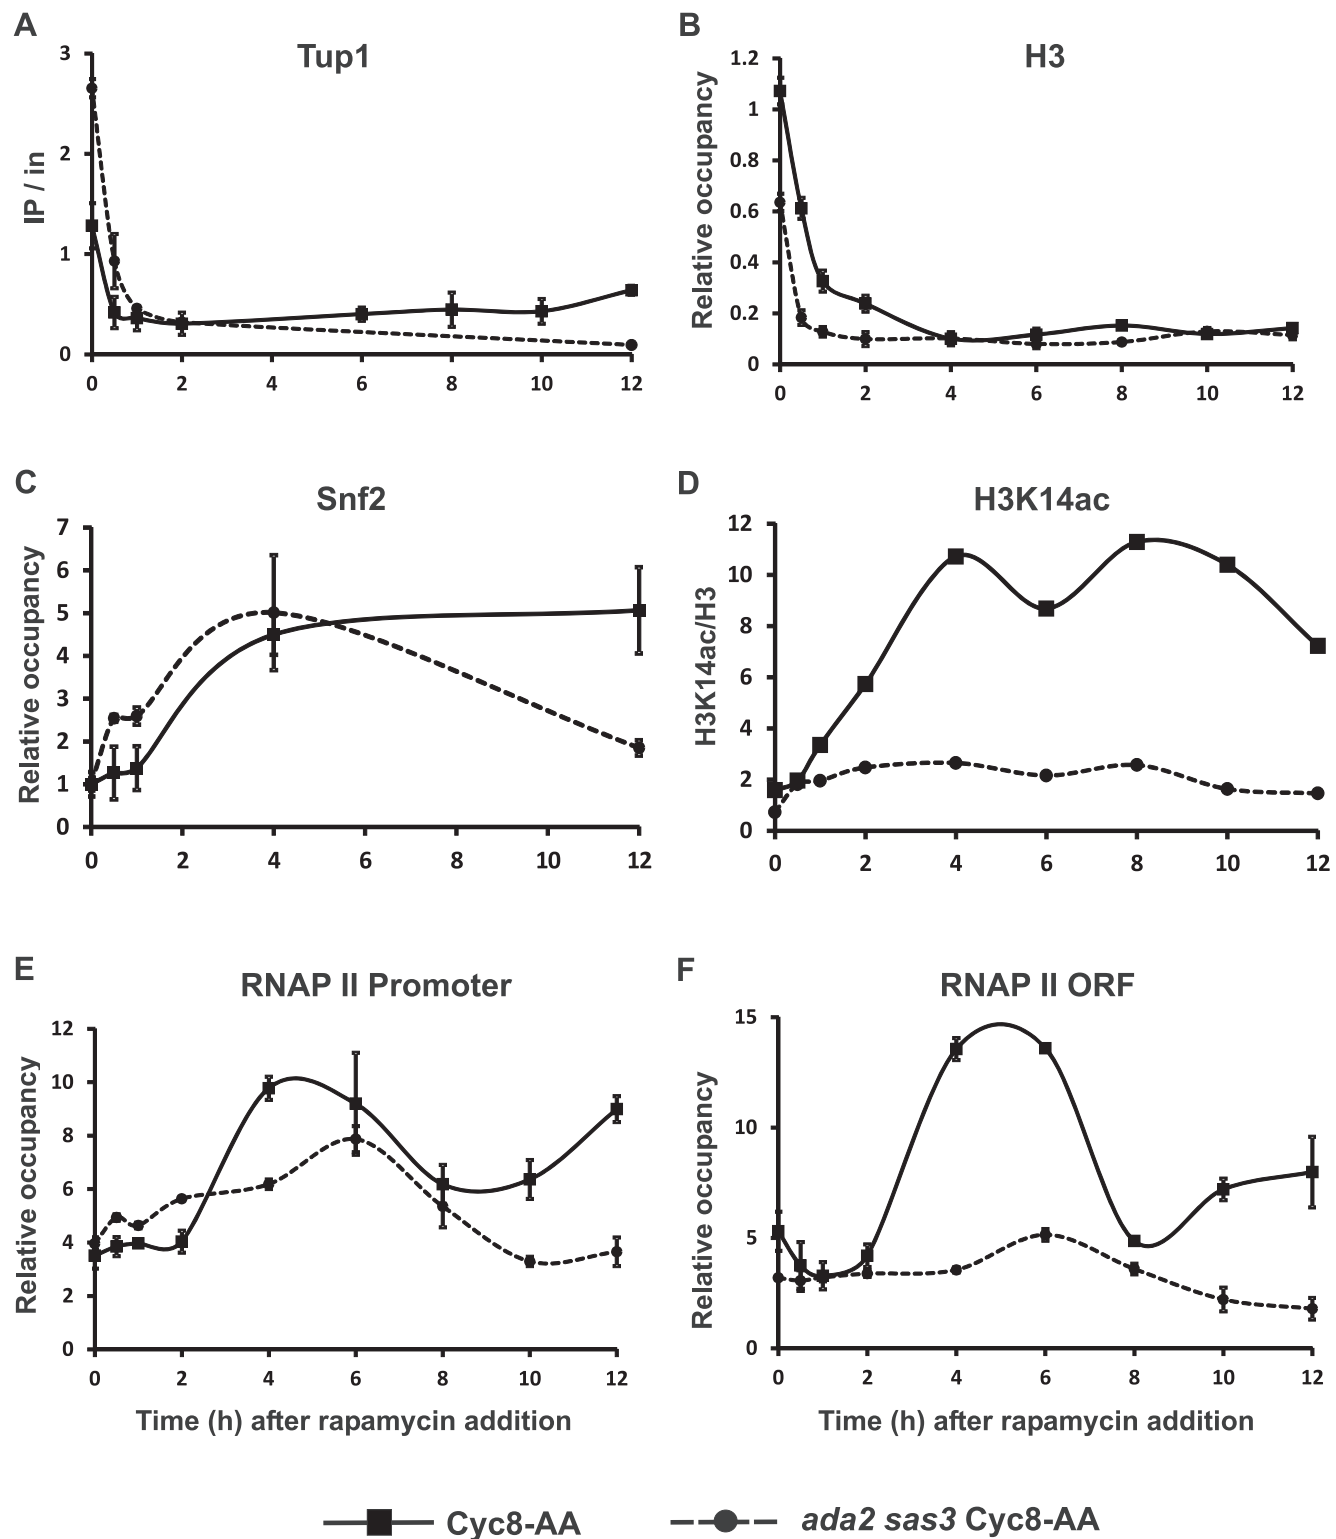 A
Tup1
IP / in
3
2
1
0
0 2 4 6 8 10 12
B
H3
Relative occupancy
1.2
1
0.8
0.6
0.4
0.2
0
0 2 4 6 8 10 12
C
Snf2
Relative occupancy
7
6
5
4
3
2
1
0
0 2 4 6 8 10 12
D
H3K14ac
H3K14ac/H3
12
10
8
6
4
2
0
0 2 4 6 8 10 12
E
RNAP II Promoter
Relative occupancy
12
10
8
6
4
2
0
0 2 4 6 8 10 12
Time (h) after rapamycin addition
F
RNAP II ORF
Relative occupancy
15
10
5
0
0 2 4 6 8 10 12
Time (h) after rapamycin addition
Cyc8-AA
ada2 sas3 Cyc8-AA